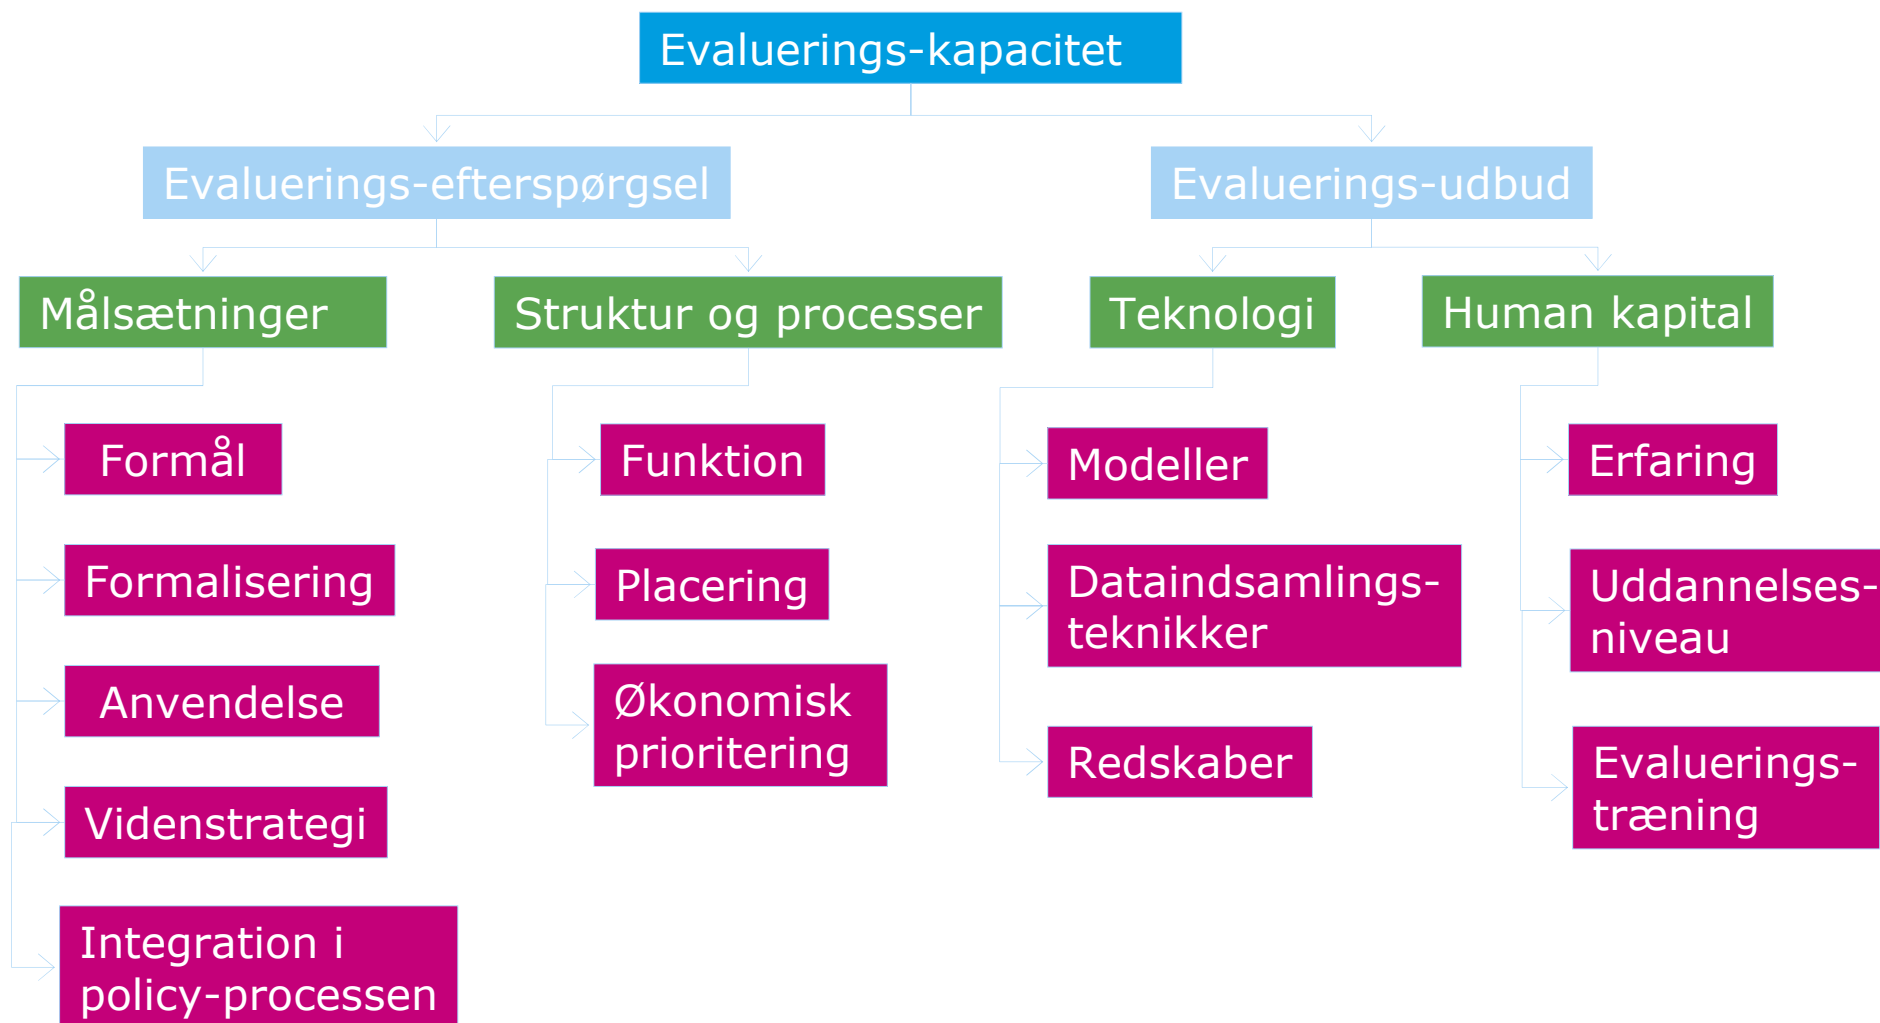 Evaluerings-kapacitet
Evaluerings-efterspørgsel
Evaluerings-udbud
Målsætninger
Struktur og processer
Teknologi
Human kapital
Formål
Formalisering
Anvendelse
Videnstrategi
Integration i
policy-processen
Funktion
Placering
Økonomisk
prioritering
Modeller
Dataindsamlings-
teknikker
Redskaber
Erfaring
Uddannelses-
niveau
Evaluerings-
træning